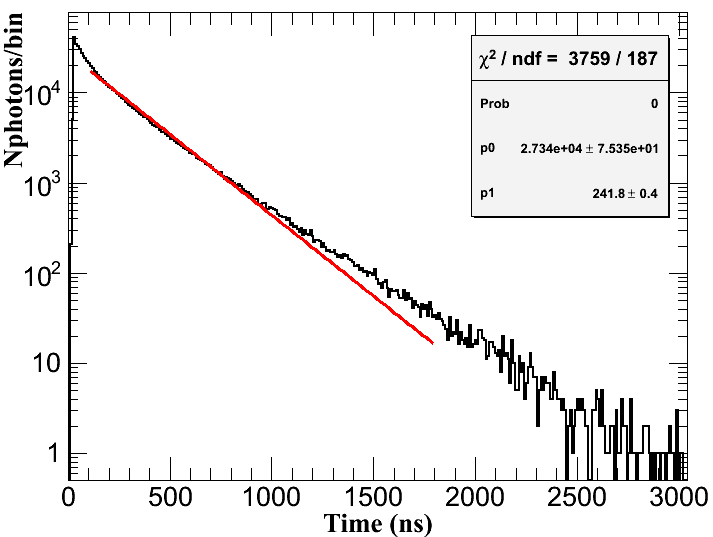 Nphotons/bin
10⁴
10³
10²
10
1
χ² / ndf = 3759 / 187
Prob 0
p0 2.734e+04 ± 7.535e+01
p1 241.8 ± 0.4
0 500 1000 1500 2000 2500 3000
Time (ns)